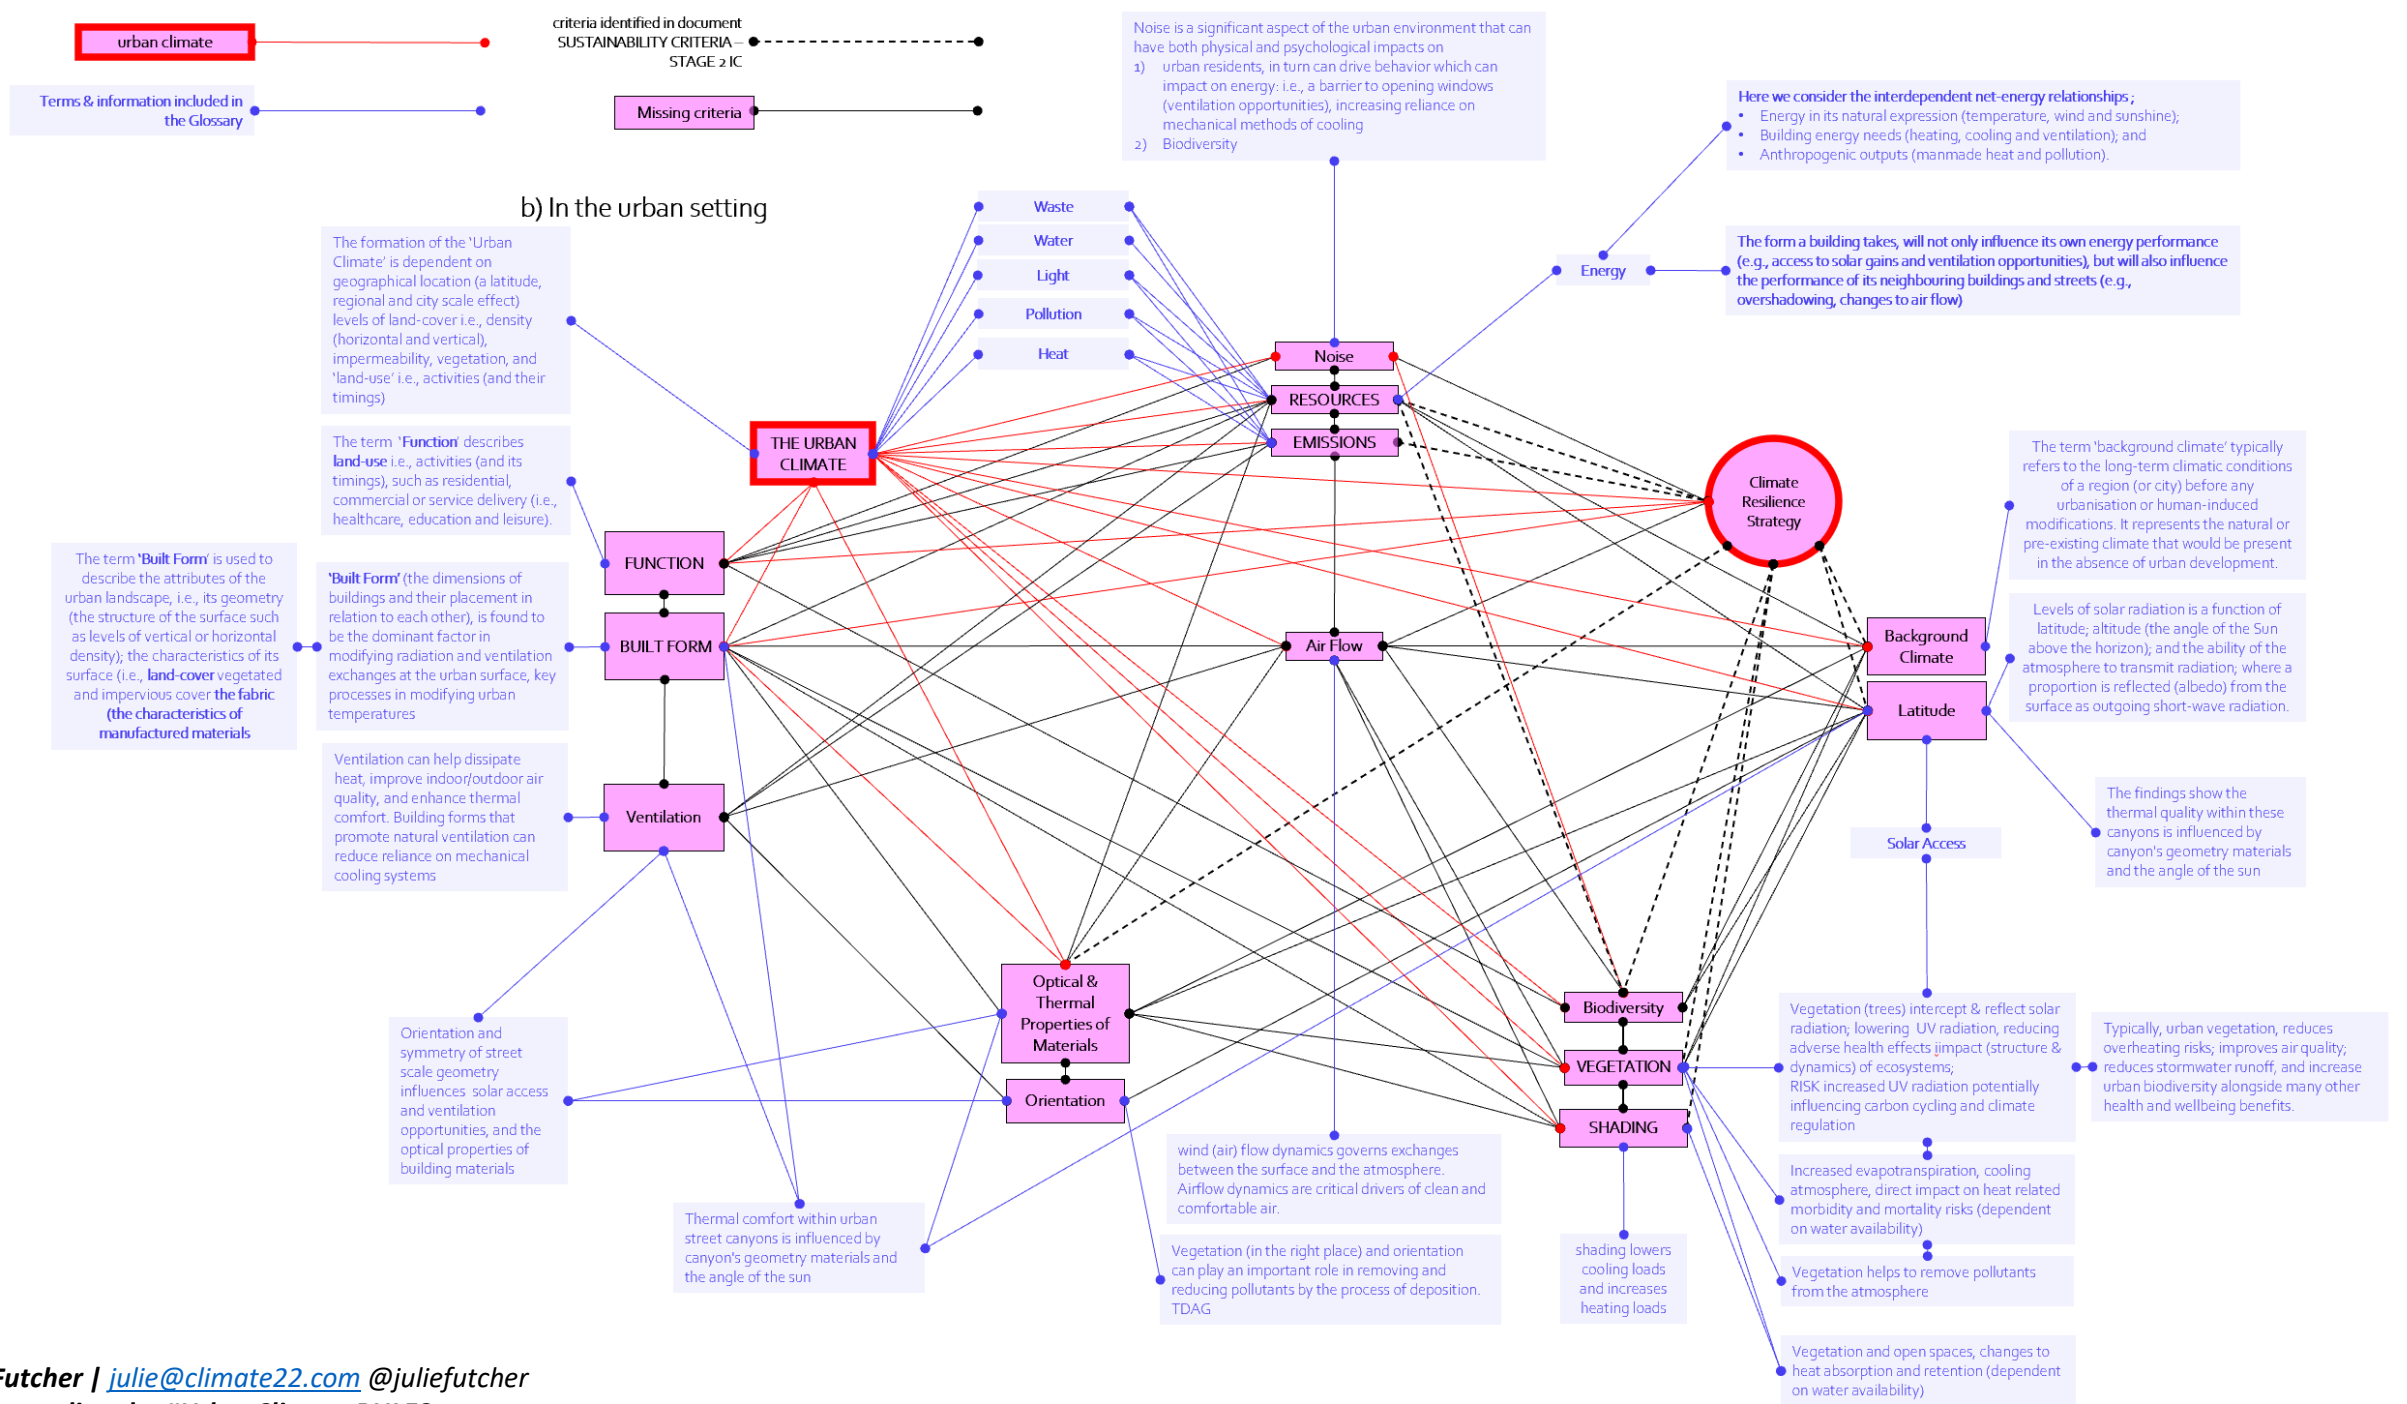 urban climate
Terms & information included in
the Glossary
criteria identified in document
SUSTAINABILITY CRITERIA –
STAGE 2 IC
Missing criteria
b) In the urban setting
Noise is a significant aspect of the urban environment that can
have both physical and psychological impacts on
1) urban residents, in turn can drive behavior which can
impact on energy: i.e., a barrier to opening windows
(ventilation opportunities), increasing reliance on
mechanical methods of cooling
2) Biodiversity
Here we consider the interdependent net-energy relationships ;
• Energy in its natural expression (temperature, wind and sunshine);
• Building energy needs (heating, cooling and ventilation); and
• Anthropogenic outputs (manmade heat and pollution).
Energy
The form a building takes, will not only influence its own energy performance
(e.g., access to solar gains and ventilation opportunities), but will also influence
the performance of its neighbouring buildings and streets (e.g.,
overshadowing, changes to air flow)
Waste
Water
Light
Pollution
Heat
The formation of the ‘Urban
Climate’ is dependent on
geographical location (a latitude,
regional and city scale effect)
levels of land-cover i.e., density
(horizontal and vertical),
impermeability, vegetation, and
‘land-use’ i.e., activities (and their
timings)
The term ‘Function’ describes
land-use i.e., activities (and its
timings), such as residential,
commercial or service delivery (i.e.,
healthcare, education and leisure).
The term ‘Built Form’ is used to
describe the attributes of the
urban landscape, i.e., its geometry
(the structure of the surface such
as levels of vertical or horizontal
density); the characteristics of its
surface (i.e., land-cover vegetated
and impervious cover the fabric
(the characteristics of
manufactured materials
‘Built Form’ (the dimensions of
buildings and their placement in
relation to each other), is found to
be the dominant factor in
modifying radiation and ventilation
exchanges at the urban surface, key
processes in modifying urban
temperatures
Ventilation can help dissipate
heat, improve indoor/outdoor air
quality, and enhance thermal
comfort. Building forms that
promote natural ventilation can
reduce reliance on mechanical
cooling systems
THE URBAN
CLIMATE
FUNCTION
BUILT FORM
Ventilation
Noise
RESOURCES
EMISSIONS
Air Flow
Climate
Resilience
Strategy
Background
Climate
Latitude
The term ‘background climate’ typically
refers to the long-term climatic conditions
of a region (or city) before any
urbanisation or human-induced
modifications. It represents the natural or
pre-existing climate that would be present
in the absence of urban development.
Levels of solar radiation is a function of
latitude; altitude (the angle of the Sun
above the horizon); and the ability of the
atmosphere to transmit radiation; where a
proportion is reflected (albedo) from the
surface as outgoing short-wave radiation.
The findings show the
thermal quality within these
canyons is influenced by
canyon's geometry materials
and the angle of the sun
Solar Access
Optical &
Thermal
Properties of
Materials
Orientation
Biodiversity
VEGETATION
SHADING
Orientation and
symmetry of street
scale geometry
influences solar access
and ventilation
opportunities, and the
optical properties of
building materials
Thermal comfort within urban
street canyons is influenced by
canyon's geometry materials and
the angle of the sun
wind (air) flow dynamics governs exchanges
between the surface and the atmosphere.
Airflow dynamics are critical drivers of clean and
comfortable air.
Vegetation (in the right place) and orientation
can play an important role in removing and
reducing pollutants by the process of deposition.
TDAG
shading lowers
cooling loads
and increases
heating loads
Vegetation (trees) intercept & reflect solar
radiation; lowering UV radiation, reducing
adverse health effects iimpact (structure &
dynamics) of ecosystems;
RISK increased UV radiation potentially
influencing carbon cycling and climate
regulation
Typically, urban vegetation, reduces
overheating risks; improves air quality;
reduces stormwater runoff, and increase
urban biodiversity alongside many other
health and wellbeing benefits.
Increased evapotranspiration, cooling
atmosphere, direct impact on heat related
morbidity and mortality risks (dependent
on water availability)
Vegetation helps to remove pollutants
from the atmosphere
Vegetation and open spaces, changes to
heat absorption and retention (dependent
on water availability)
Futcher | julie@climate22.com @juliefutcher